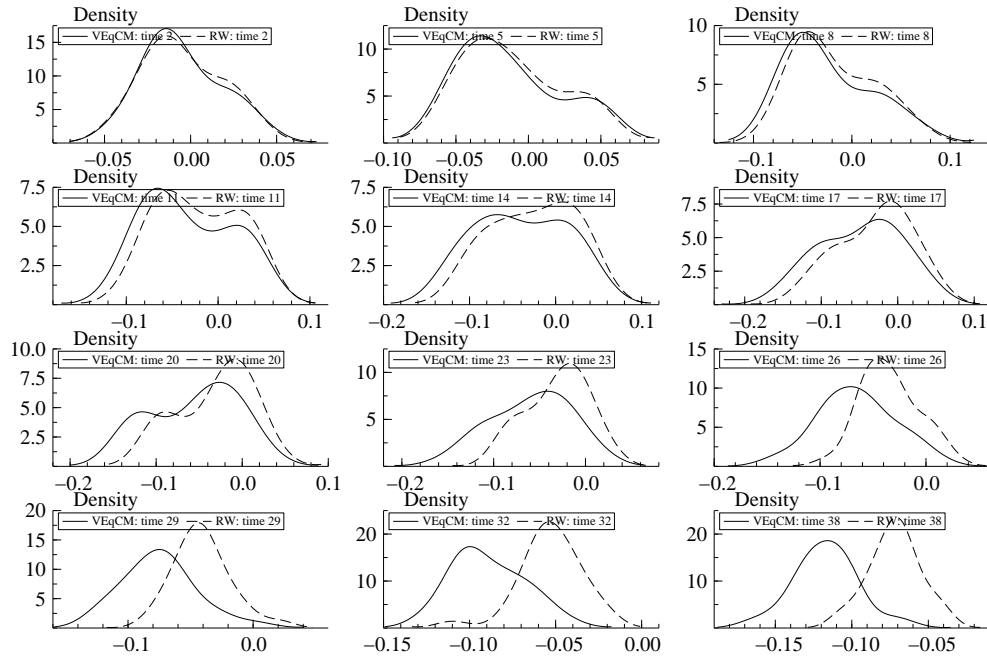 Density Density Density
VEqCM: time 2 RW: time 2 VEqCM: time 5 RW: time 5 VEqCM: time 8 RW: time 8
15 10 10
10
5 5 5
−0.05 0.00 0.05 −0.10 −0.05 0.00 0.05 −0.1 0.0 0.1
Density Density Density
7.5 7.5 7.5
VEqCM: time 11 RW: time 11 VEqCM: time 14 RW: time 14 VEqCM: time 17 RW: time 17
5.0 5.0 5.0
2.5 2.5 2.5
−0.1 0.0 0.1 −0.2 −0.1 0.0 0.1 −0.2 −0.1 0.0
Density Density Density
10.0 15
VEqCM: time 20 RW: time 20 VEqCM: time 23 RW: time 23 VEqCM: time 26 RW: time 26
7.5 10 10
5.0 5 5
2.5
−0.2 −0.1 0.0 0.1 −0.2 −0.1 0.0 −0.2 −0.1 0.0
Density Density Density
20
VEqCM: time 29 RW: time 29 VEqCM: time 32 RW: time 32 VEqCM: time 38 RW: time 38
15 20 20
10 10 10
5
−0.1 0.0 −0.15 −0.10 −0.05 0.00 −0.15 −0.10 −0.05